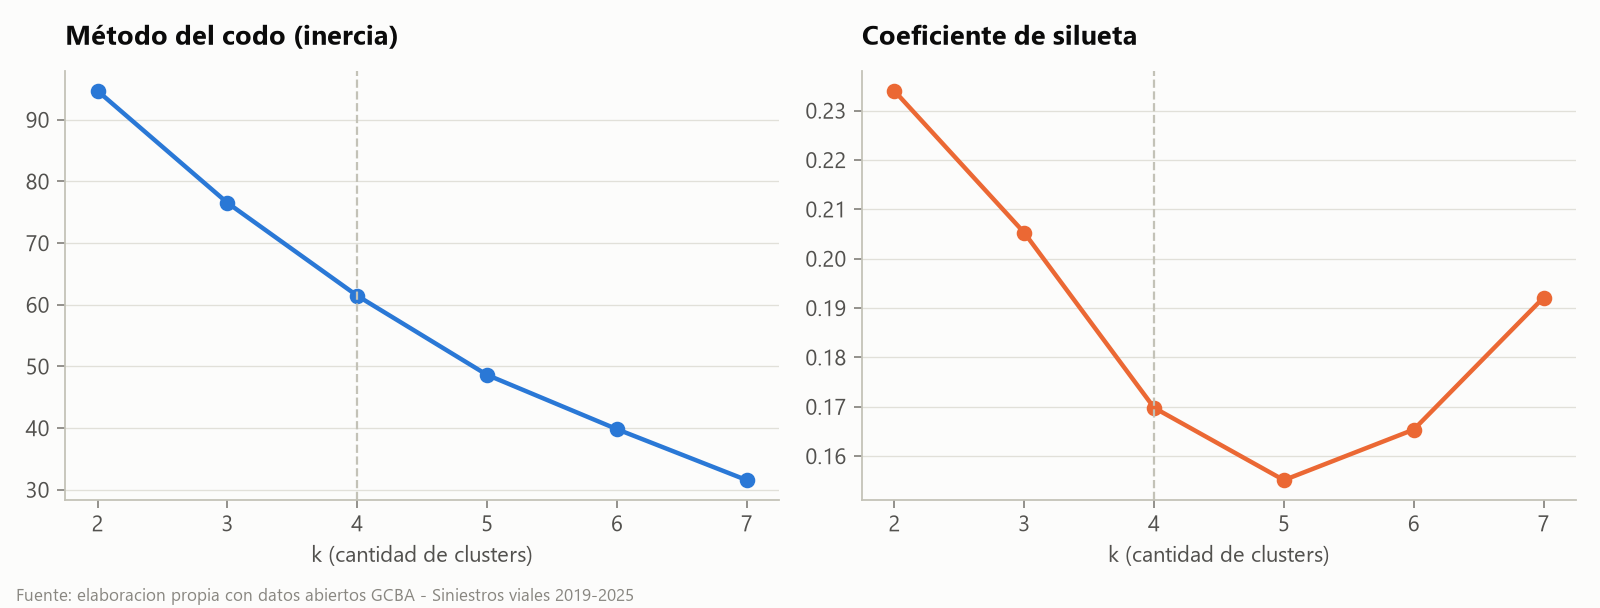 Método del codo (inercia)
90
80
70
60
50
40
30
2 3 4 5 6 7
k (cantidad de clusters)
Coeficiente de silueta
0.23
0.22
0.21
0.20
0.19
0.18
0.17
0.16
2 3 4 5 6 7
k (cantidad de clusters)
Fuente: elaboracion propia con datos abiertos GCBA - Siniestros viales 2019-2025